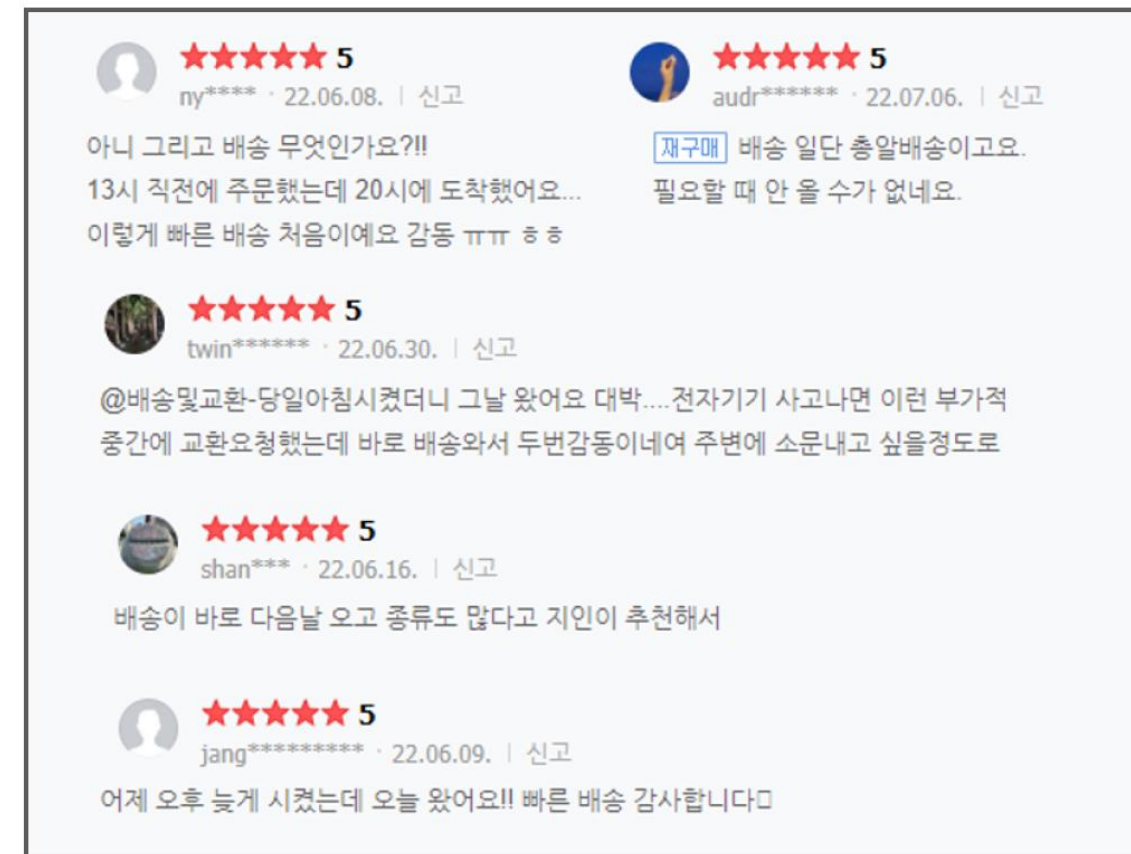 ★★★★★ 5
ny**** · 22.06.08. | 신고
아니 그리고 배송 무엇인가요?!!
13시 직전에 주문했는데 20시에 도착했어요...
이렇게 빠른 배송 처음이예요 감동 ㅠㅠ ㅎㅎ
★★★★★ 5
audr****** · 22.07.06. | 신고
재구매 배송 일단 총알배송이고요.
필요할 때 안 올 수가 없네요.
★★★★★ 5
twin****** · 22.06.30. | 신고
@배송및교환-당일아침시켰더니 그날 왔어요 대박....전자기기 사고나면 이런 부가적
중간에 교환요청했는데 바로 배송와서 두번감동이네여 주변에 소문내고 싶을정도로
★★★★★ 5
shan*** · 22.06.16. | 신고
배송이 바로 다음날 오고 종류도 많다고 지인이 추천해서
★★★★★ 5
jang********* · 22.06.09. | 신고
어제 오후 늦게 시켰는데 오늘 왔어요!! 빠른 배송 감사합니다